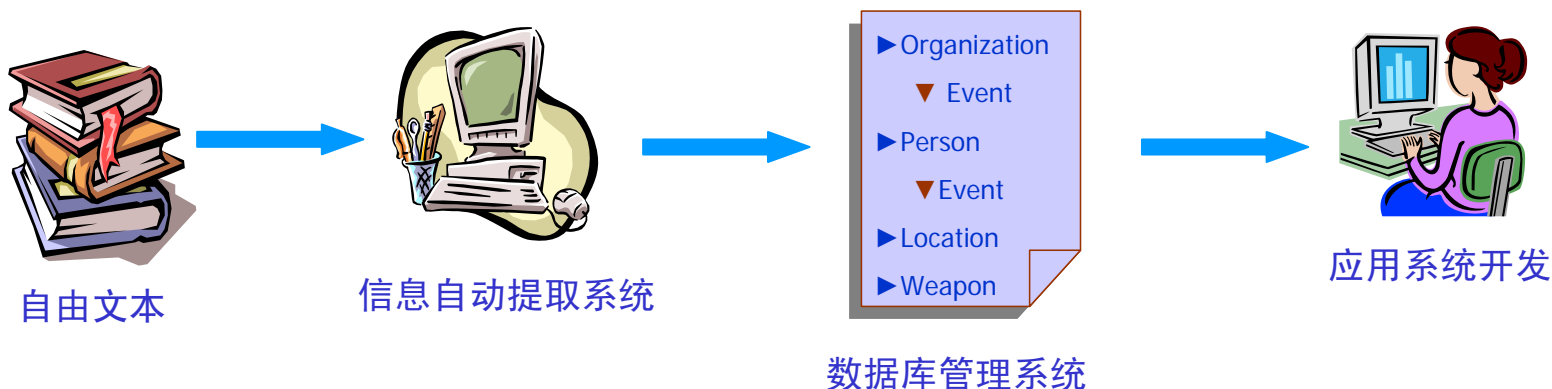 自由文本
信息自动提取系统
►Organization
▼ Event
►Person
▼Event
►Location
►Weapon
数据库管理系统
应用系统开发